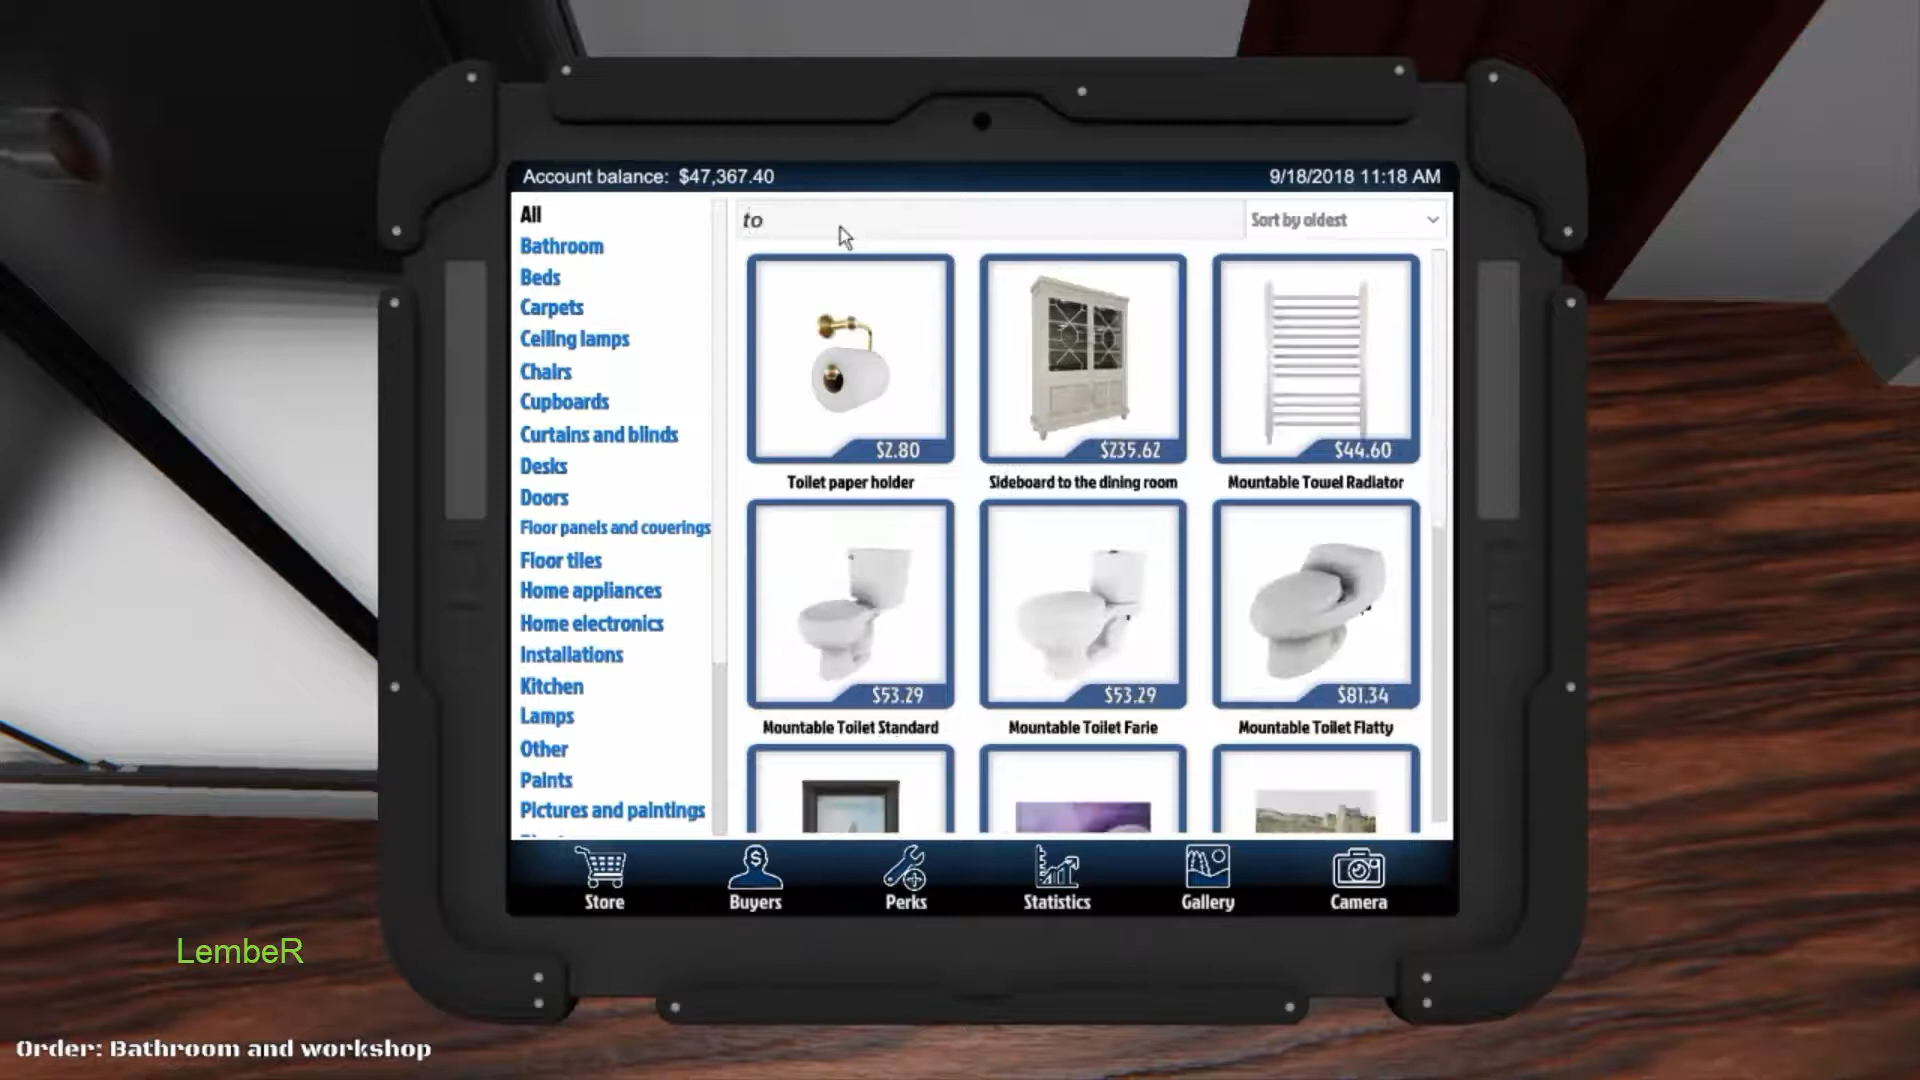 Account balance: $47,367.40
9/18/2018 11:18 AM
All
Bathroom
Beds
Carpets
Ceiling lamps
Chairs
Cupboards
Curtains and blinds
Desks
Doors
Floor panels and coverings
Floor tiles
Home appliances
Home electronics
Installations
Kitchen
Lamps
Other
Paints
Pictures and paintings
to
Sort by oldest
$2.80
Toilet paper holder
$235.62
Sideboard to the dining room
$44.60
Mountable Towel Radiator
$53.29
Mountable Toilet Standard
$53.29
Mountable Toilet Farie
$81.34
Mountable Toilet Flatty
Store
Buyers
Perks
Statistics
Gallery
Camera
LembeR
Order: Bathroom and workshop